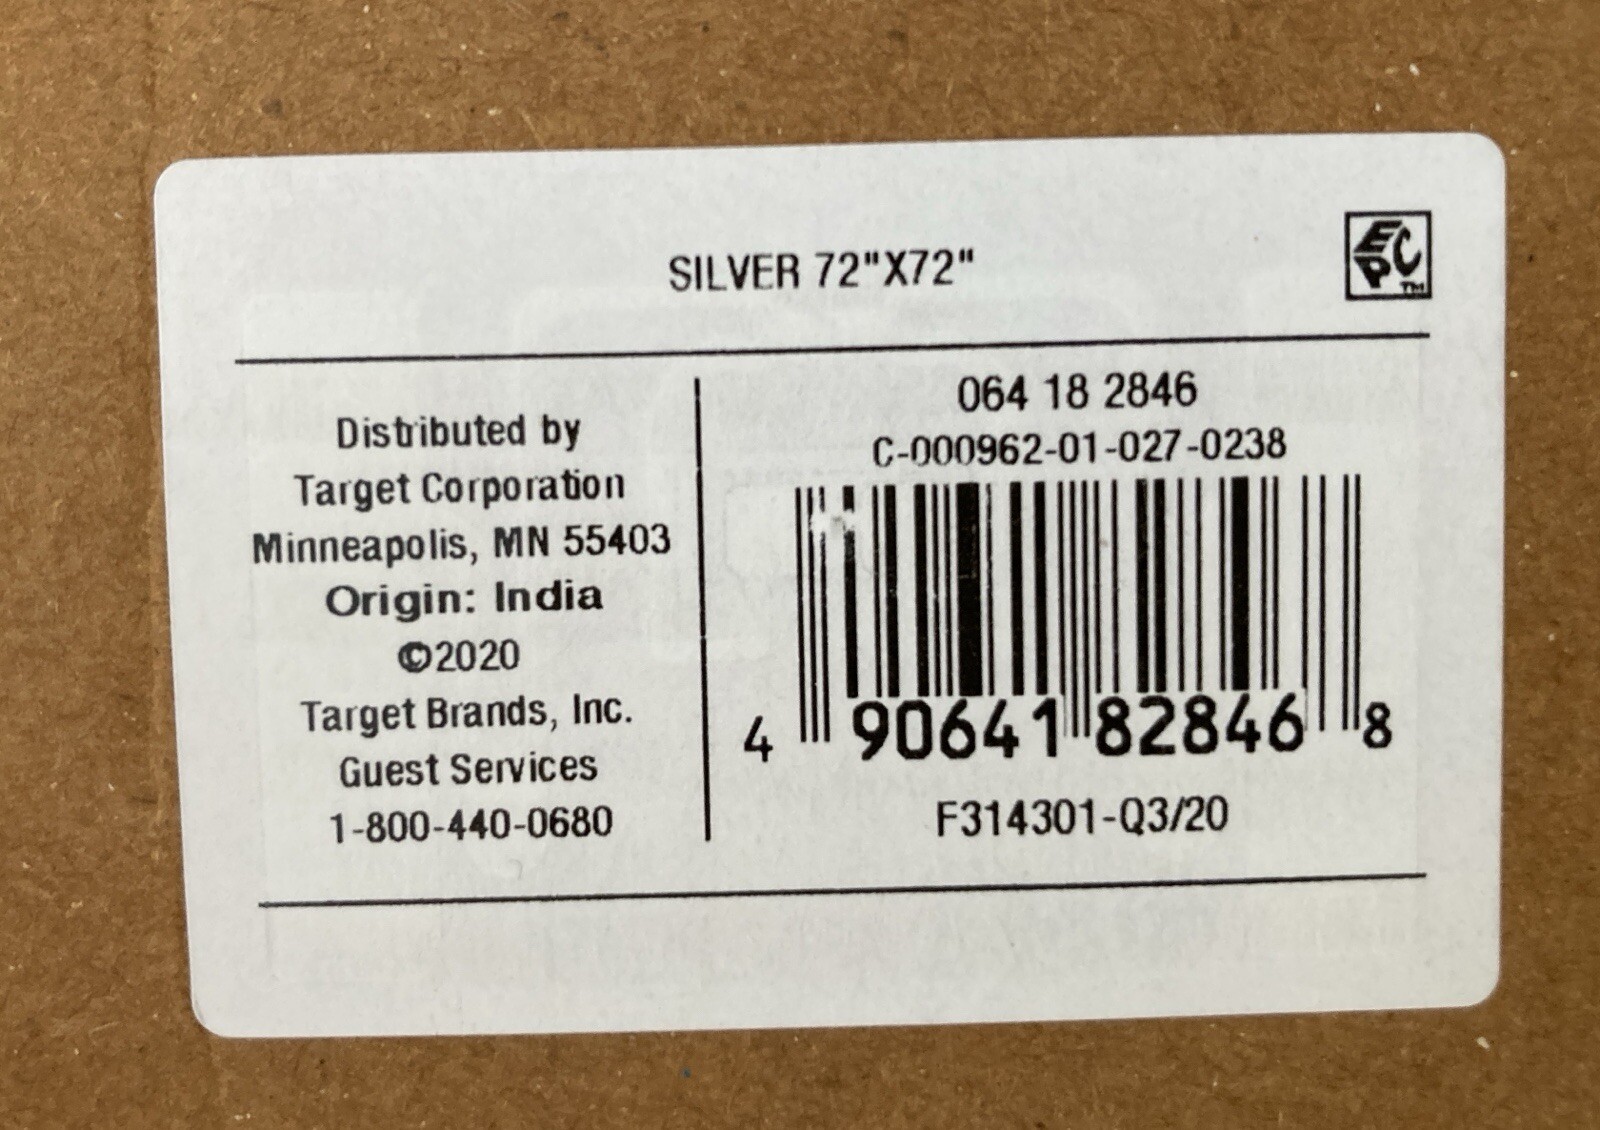 SILVER 72"X72"
EPC™
Distributed by
Target Corporation
Minneapolis, MN 55403
Origin: India
©2020
Target Brands, Inc.
Guest Services
1-800-440-0680
064 18 2846
C-000962-01-027-0238
4 90641 82846 8
F314301-Q3/20